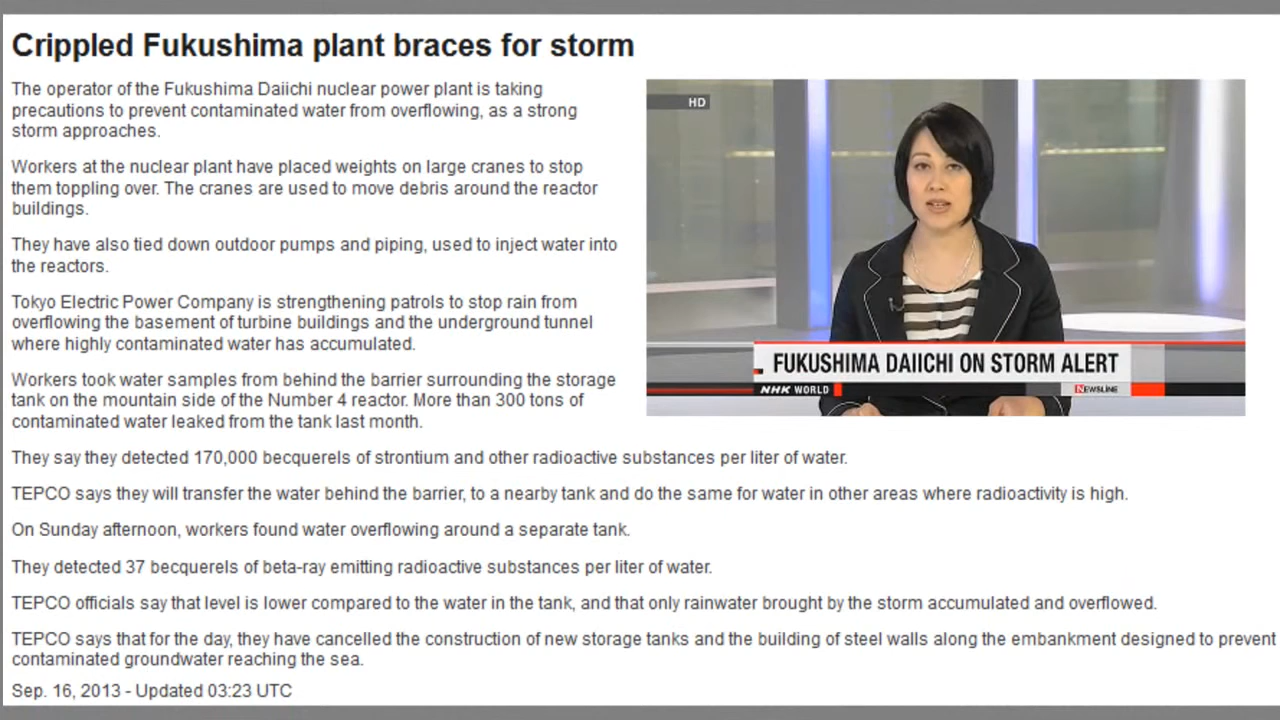 Crippled Fukushima plant braces for storm
The operator of the Fukushima Daiichi nuclear power plant is taking
precautions to prevent contaminated water from overflowing, as a strong
storm approaches.
Workers at the nuclear plant have placed weights on large cranes to stop
them toppling over. The cranes are used to move debris around the reactor
buildings.
They have also tied down outdoor pumps and piping, used to inject water into
the reactors.
Tokyo Electric Power Company is strengthening patrols to stop rain from
overflowing the basement of turbine buildings and the underground tunnel
where highly contaminated water has accumulated.
Workers took water samples from behind the barrier surrounding the storage
tank on the mountain side of the Number 4 reactor. More than 300 tons of
contaminated water leaked from the tank last month.
HD
FUKUSHIMA DAIICHI ON STORM ALERT
NHK WORLD
NEWSLINE
They say they detected 170,000 becquerels of strontium and other radioactive substances per liter of water.
TEPCO says they will transfer the water behind the barrier, to a nearby tank and do the same for water in other areas where radioactivity is high.
On Sunday afternoon, workers found water overflowing around a separate tank.
They detected 37 becquerels of beta-ray emitting radioactive substances per liter of water.
TEPCO officials say that level is lower compared to the water in the tank, and that only rainwater brought by the storm accumulated and overflowed.
TEPCO says that for the day, they have cancelled the construction of new storage tanks and the building of steel walls along the embankment designed to prevent
contaminated groundwater reaching the sea.
Sep. 16, 2013 - Updated 03:23 UTC